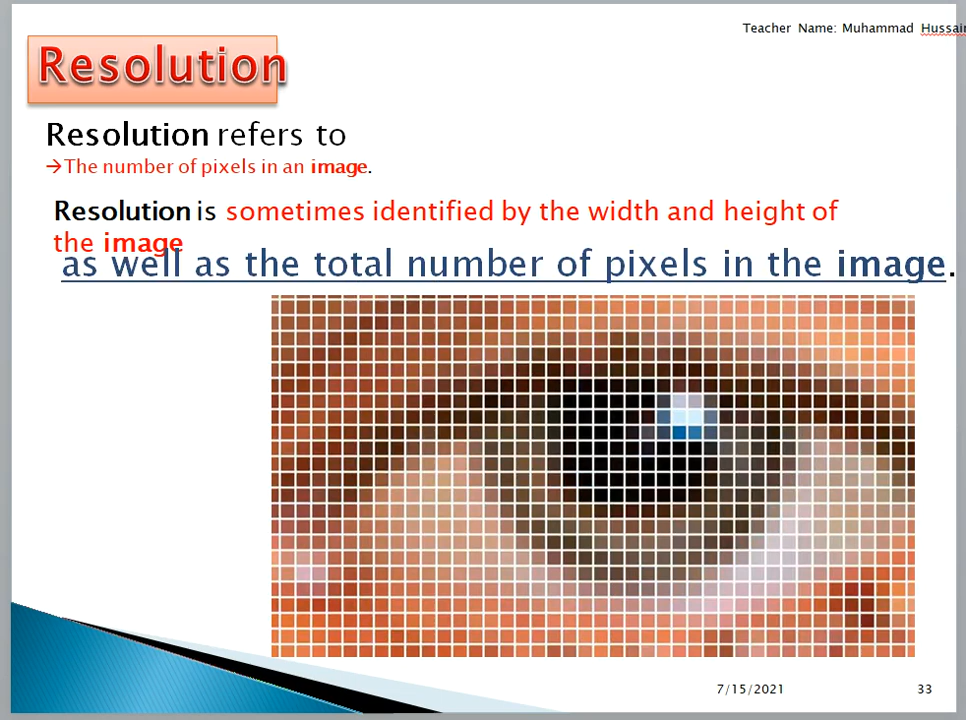 Teacher Name: Muhammad Hussain
Resolution
Resolution refers to
→The number of pixels in an image.
Resolution is sometimes identified by the width and height of
the image
as well as the total number of pixels in the image.
7/15/2021
33